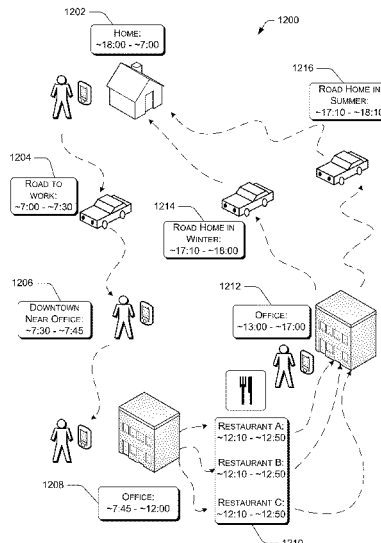 1202
1200
HOME:
~18:00 - ~7:00
1216
ROAD HOME IN
SUMMER:
~17:10 - ~18:10
1204
ROAD TO
WORK:
~7:00 - ~7:30
1214
ROAD HOME IN
WINTER:
~17:10 - ~18:00
1206
DOWNTOWN
NEAR OFFICE:
~7:30 - ~7:45
1212
OFFICE:
~13:00 - ~17:00
RESTAURANT A:
~12:10 - ~12:50
RESTAURANT B:
~12:10 - ~12:50
RESTAURANT C:
~12:10 - ~12:50
1208
OFFICE:
~7:45 - ~12:00
1210